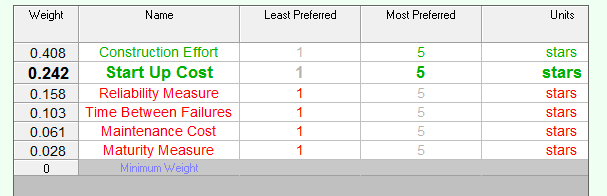 Weight Name Least Preferred Most Preferred Units
0.408 Construction Effort 1 5 stars
0.242 Start Up Cost 1 5 stars
0.158 Reliability Measure 1 5 stars
0.103 Time Between Failures 1 5 stars
0.061 Maintenance Cost 1 5 stars
0.028 Maturity Measure 1 5 stars
0 Minimum Weight